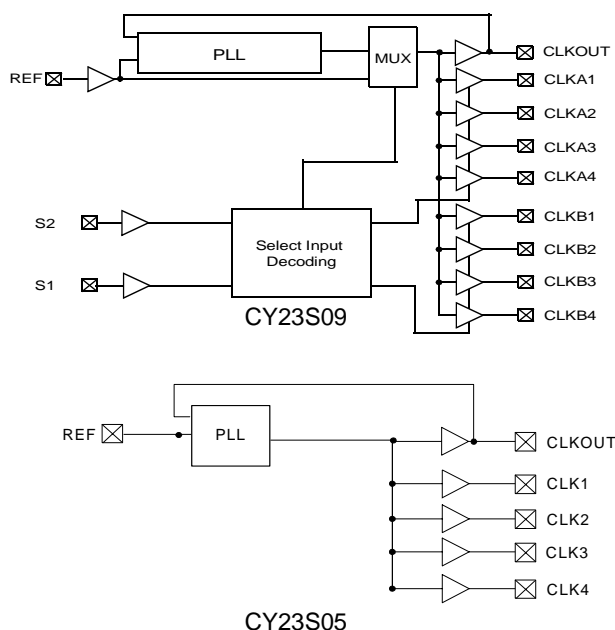 CLKOUT
PLL
MUX
REF
CLKA1
CLKA2
CLKA3
CLKA4
S2
CLKB1
Select Input
Decoding
CLKB2
S1
CLKB3
CLKB4
CY23S09
REF
PLL
CLKOUT
CLK1
CLK2
CLK3
CLK4
CY23S05